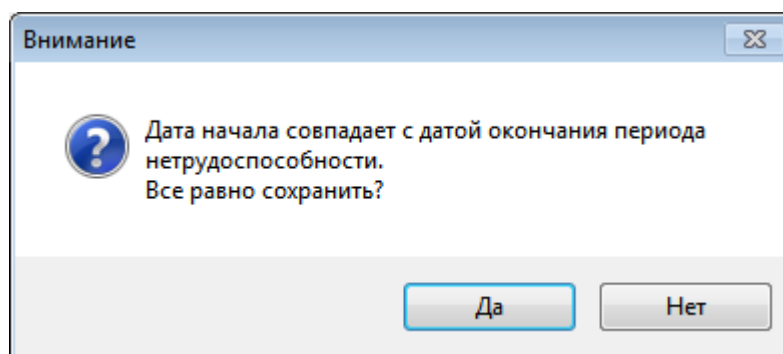 Внимание
Дата начала совпадает с датой окончания периода
нетрудоспособности.
Все равно сохранить?
Да
Нет